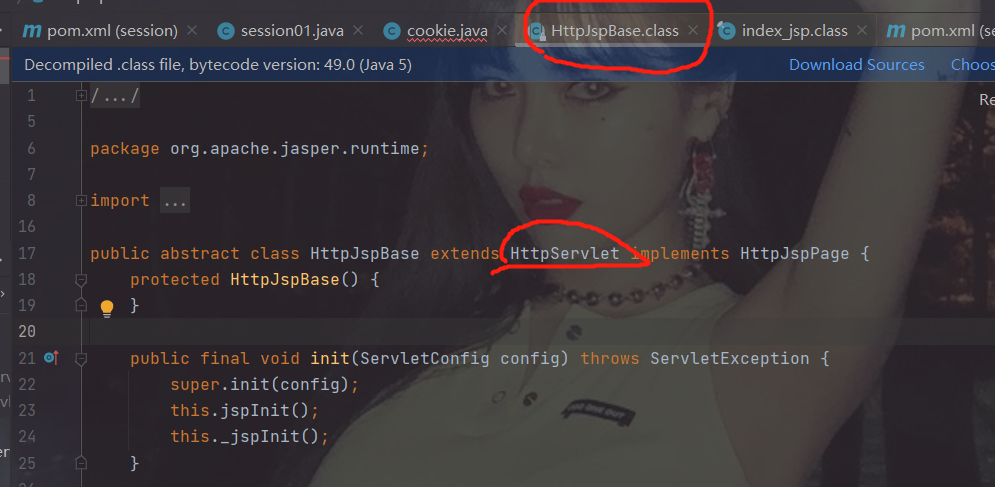 pom.xml (session) session01.java cookie.java HttpJspBase.class index_jsp.class pom.xml (se
Decompiled .class file, bytecode version: 49.0 (Java 5) Download Sources Choos
Re
1 /.../
5
6 package org.apache.jasper.runtime;
7
8 import ...
16
17 public abstract class HttpJspBase extends HttpServlet implements HttpJspPage {
18 protected HttpJspBase() {
19 }
20
21 public final void init(ServletConfig config) throws ServletException {
22 super.init(config);
23 this.jspInit();
24 this._jspInit();
25 }